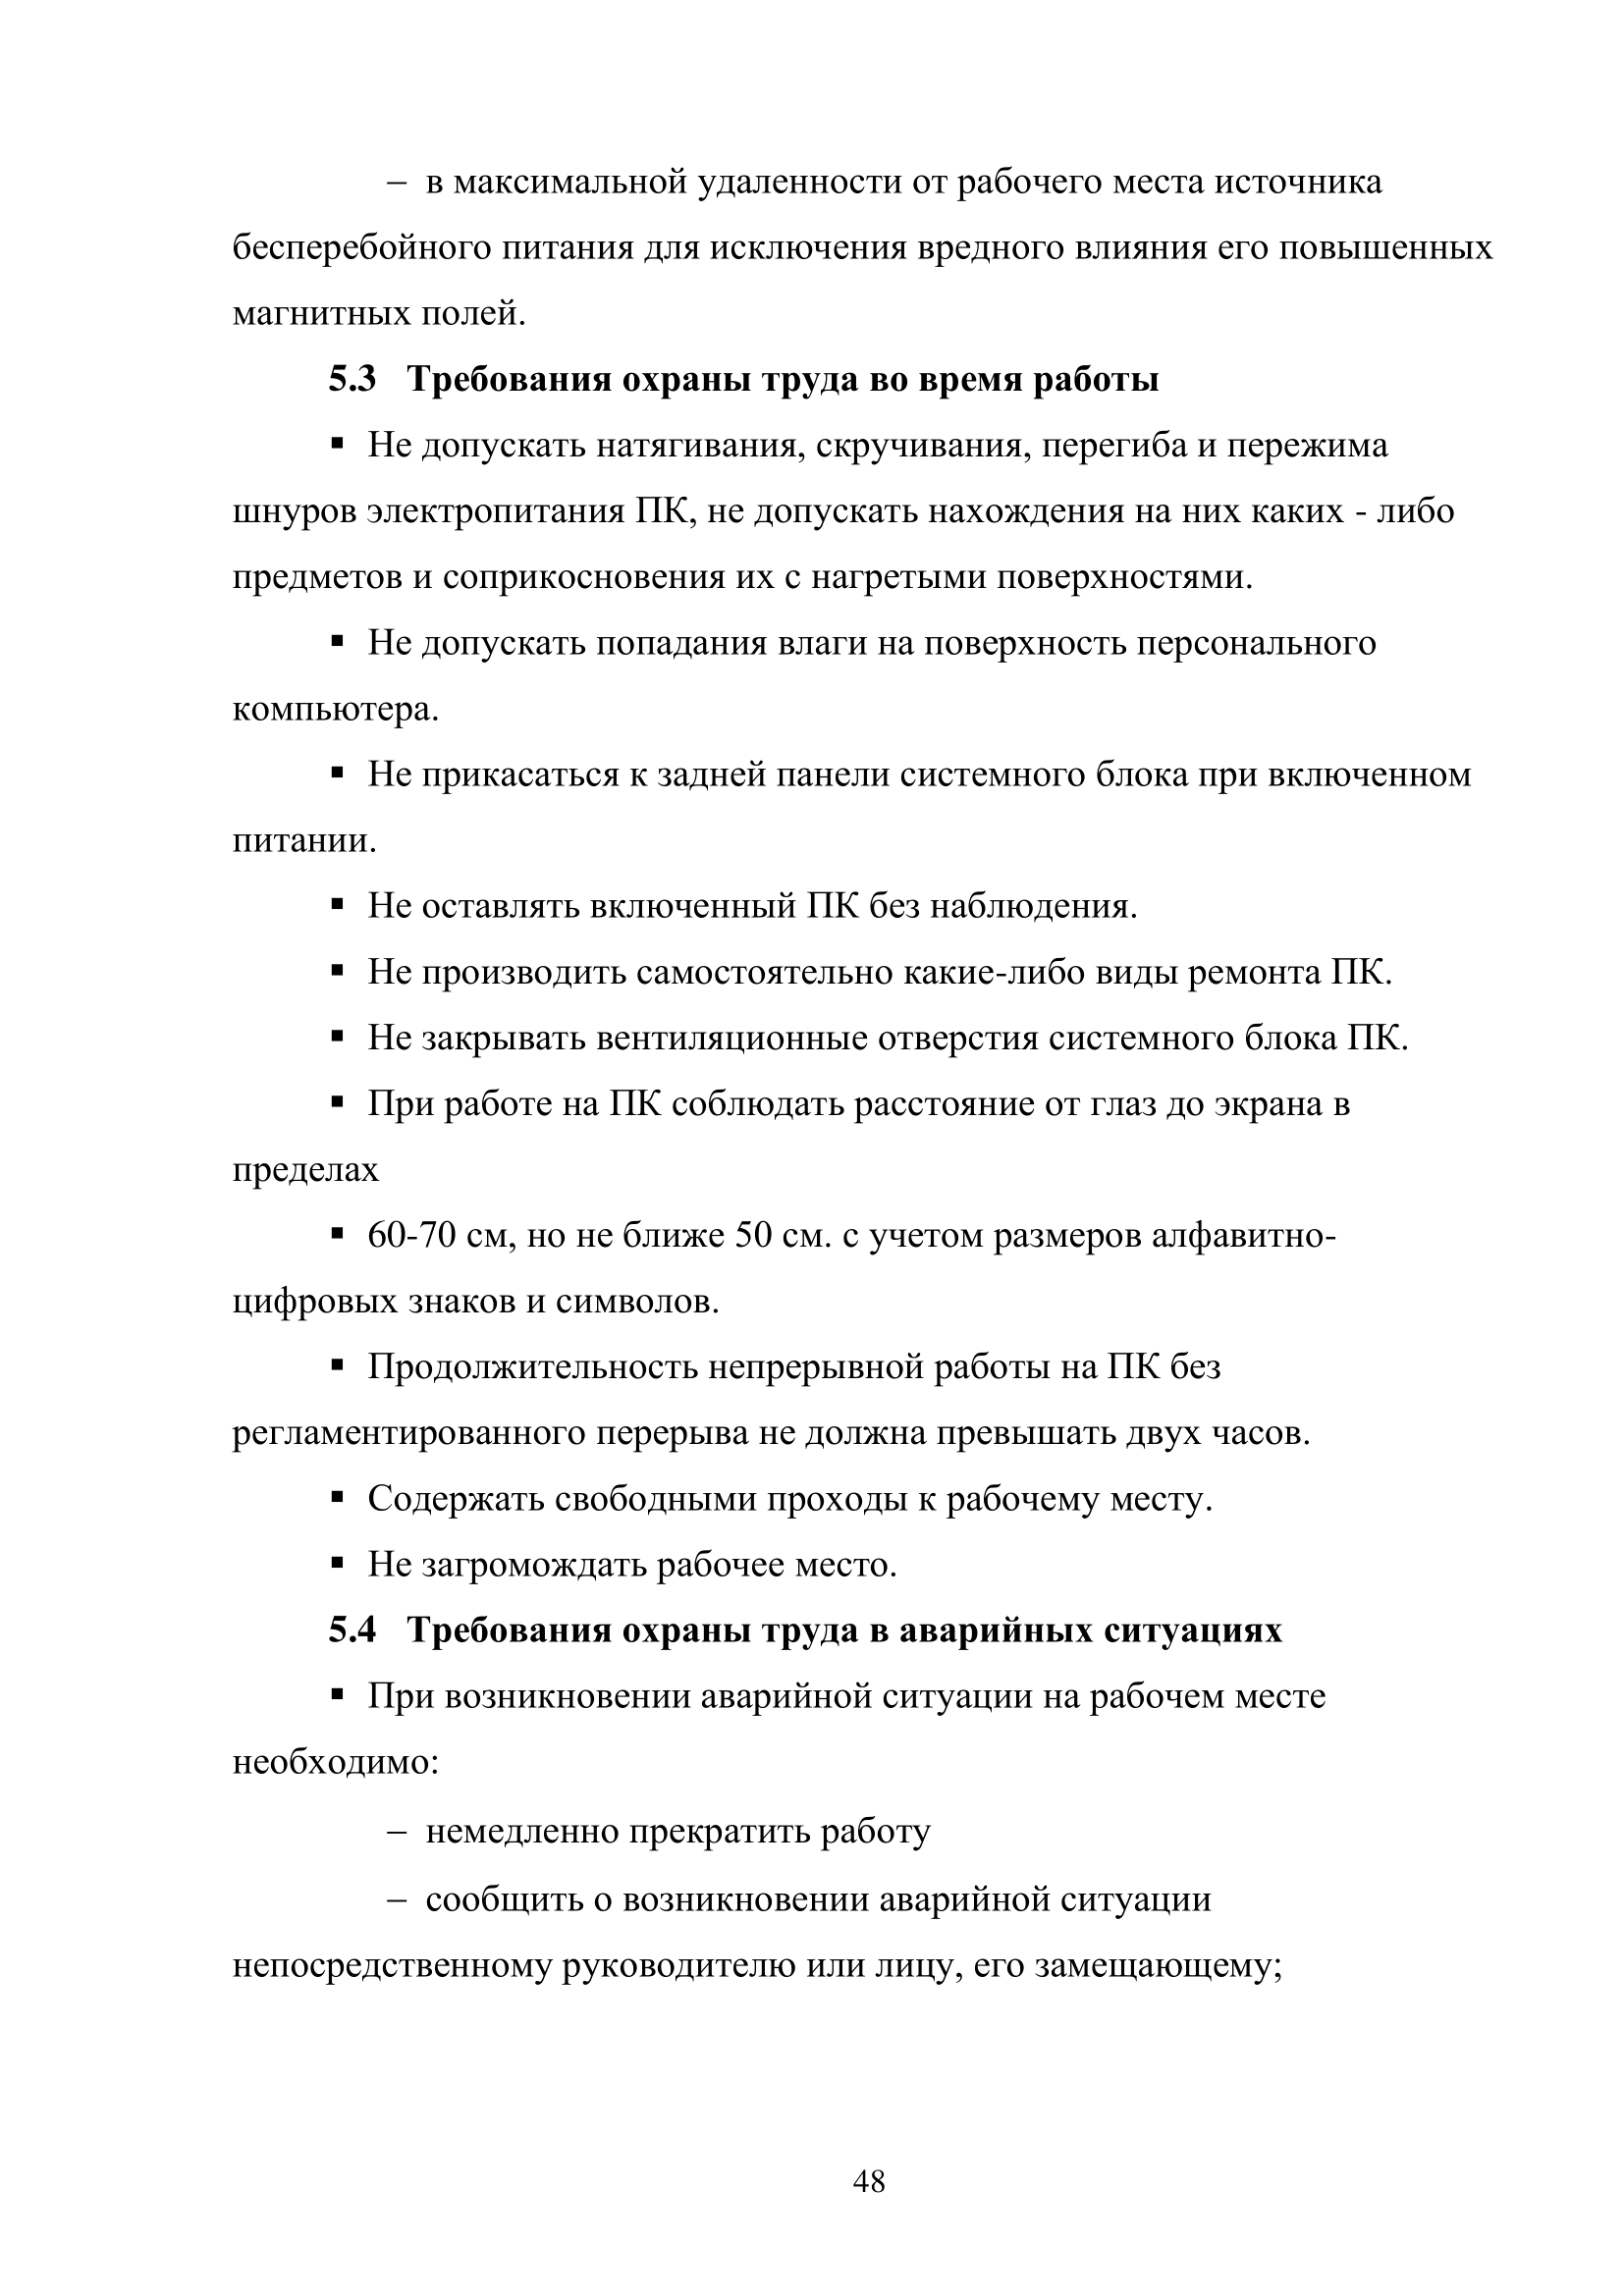 – в максимальной удаленности от рабочего места источника
бесперебойного питания для исключения вредного влияния его повышенных
магнитных полей.
5.3 Требования охраны труда во время работы
▪ Не допускать натягивания, скручивания, перегиба и пережима
шнуров электропитания ПК, не допускать нахождения на них каких - либо
предметов и соприкосновения их с нагретыми поверхностями.
▪ Не допускать попадания влаги на поверхность персонального
компьютера.
▪ Не прикасаться к задней панели системного блока при включенном
питании.
▪ Не оставлять включенный ПК без наблюдения.
▪ Не производить самостоятельно какие-либо виды ремонта ПК.
▪ Не закрывать вентиляционные отверстия системного блока ПК.
▪ При работе на ПК соблюдать расстояние от глаз до экрана в
пределах
▪ 60-70 см, но не ближе 50 см. с учетом размеров алфавитно-
цифровых знаков и символов.
▪ Продолжительность непрерывной работы на ПК без
регламентированного перерыва не должна превышать двух часов.
▪ Содержать свободными проходы к рабочему месту.
▪ Не загромождать рабочее место.
5.4 Требования охраны труда в аварийных ситуациях
▪ При возникновении аварийной ситуации на рабочем месте
необходимо:
– немедленно прекратить работу
– сообщить о возникновении аварийной ситуации
непосредственному руководителю или лицу, его замещающему;
48